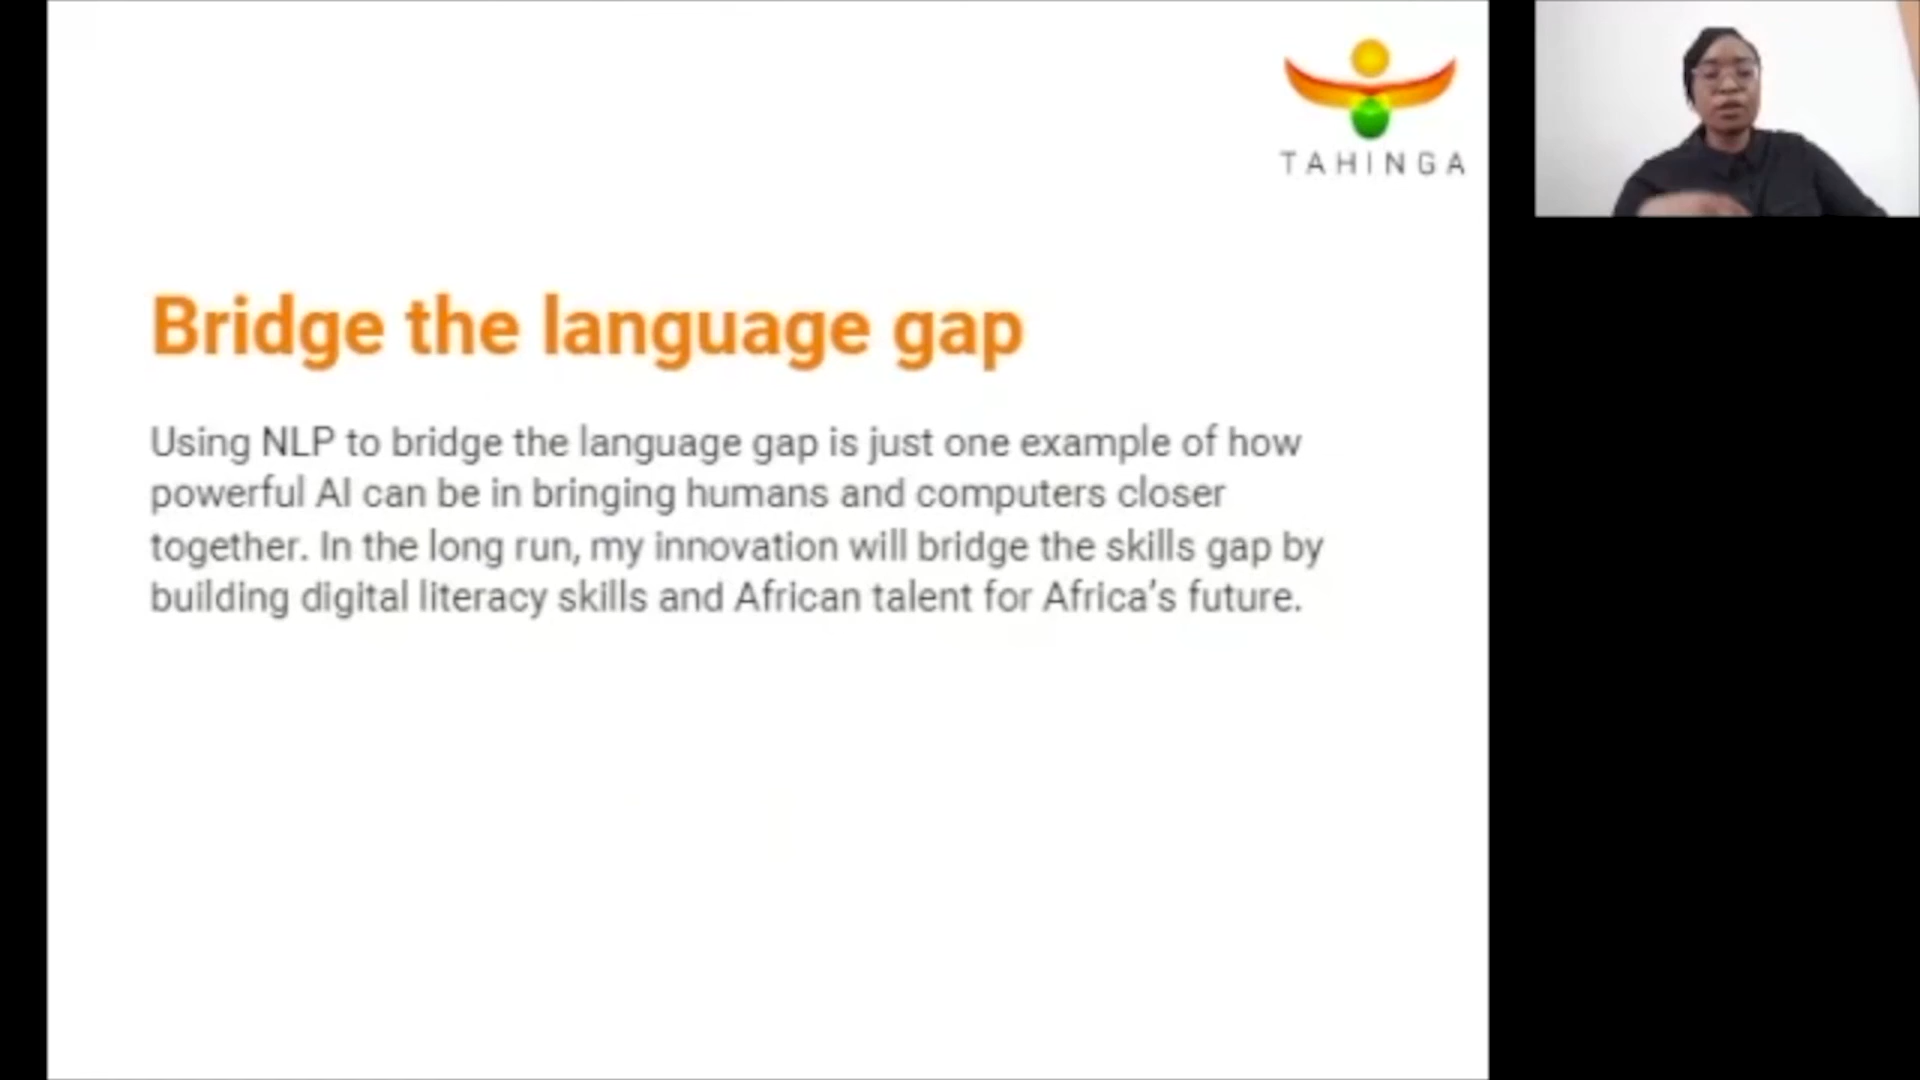 TAHINGA
Bridge the language gap
Using NLP to bridge the language gap is just one example of how
powerful AI can be in bringing humans and computers closer
together. In the long run, my innovation will bridge the skills gap by
building digital literacy skills and African talent for Africa’s future.